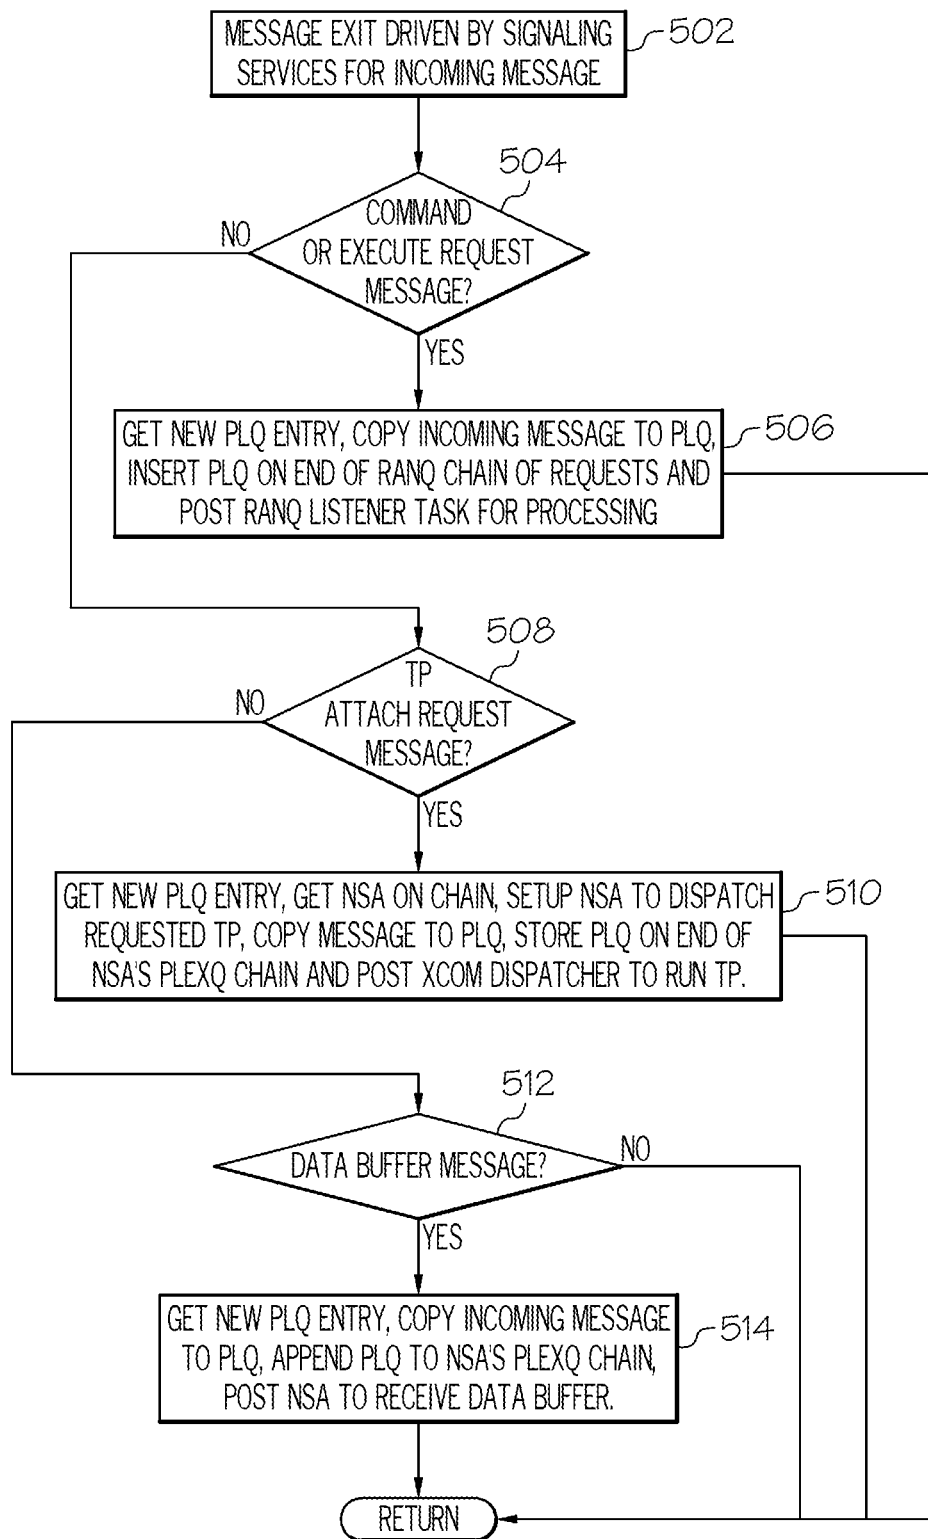 MESSAGE EXIT DRIVEN BY SIGNALING
SERVICES FOR INCOMING MESSAGE
502
504
COMMAND
OR EXECUTE REQUEST
MESSAGE?
NO
YES
GET NEW PLQ ENTRY, COPY INCOMING MESSAGE TO PLQ,
INSERT PLQ ON END OF RANQ CHAIN OF REQUESTS AND
POST RANQ LISTENER TASK FOR PROCESSING
506
508
TP
ATTACH REQUEST
MESSAGE?
NO
YES
GET NEW PLQ ENTRY, GET NSA ON CHAIN, SETUP NSA TO DISPATCH
REQUESTED TP, COPY MESSAGE TO PLQ, STORE PLQ ON END OF
NSA'S PLEXQ CHAIN AND POST XCOM DISPATCHER TO RUN TP.
510
512
DATA BUFFER MESSAGE?
NO
YES
GET NEW PLQ ENTRY, COPY INCOMING MESSAGE
TO PLQ, APPEND PLQ TO NSA'S PLEXQ CHAIN,
POST NSA TO RECEIVE DATA BUFFER.
514
RETURN